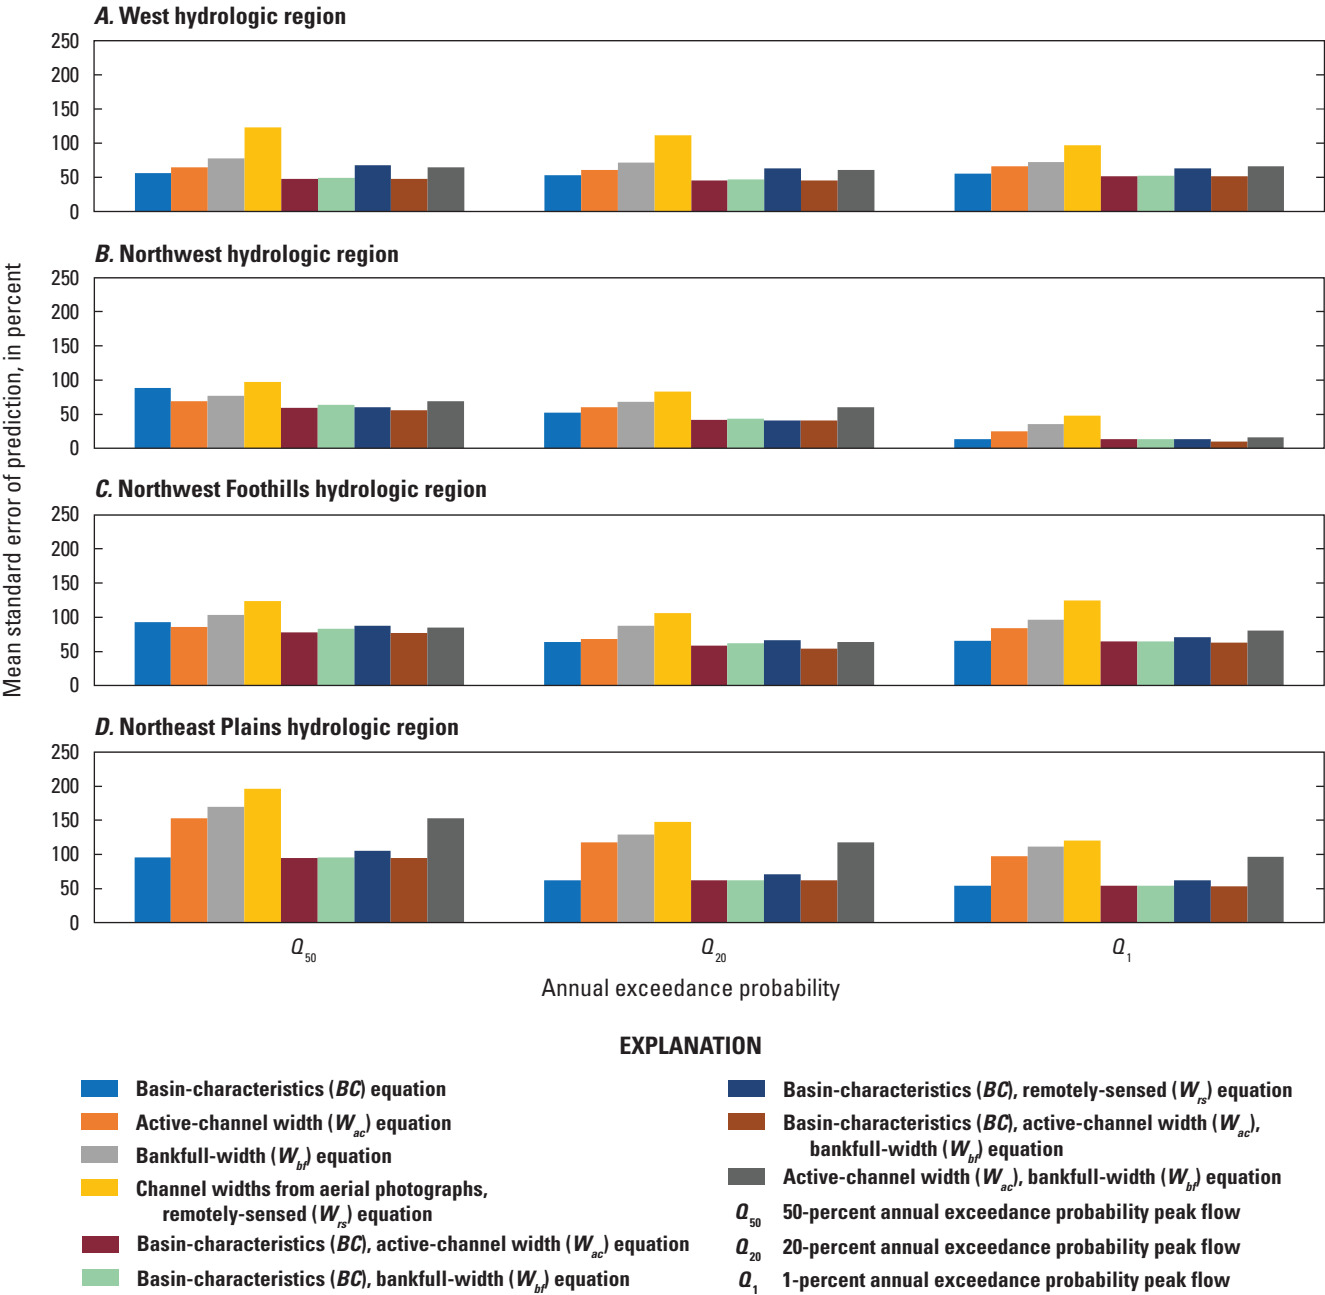 A. West hydrologic region
250
200
150
100
50
0
B. Northwest hydrologic region
250
200
150
100
50
0
C. Northwest Foothills hydrologic region
250
200
150
100
50
0
D. Northeast Plains hydrologic region
250
200
150
100
50
0
Mean standard error of prediction, in percent
Q50
Q20
Q1
Annual exceedance probability
EXPLANATION
Basin-characteristics (BC) equation
Active-channel width (Wac) equation
Bankfull-width (Wbf) equation
Channel widths from aerial photographs,
remotely-sensed (Wrs) equation
Basin-characteristics (BC), active-channel width (Wac) equation
Basin-characteristics (BC), bankfull-width (Wbf) equation
Basin-characteristics (BC), remotely-sensed (Wrs) equation
Basin-characteristics (BC), active-channel width (Wac),
bankfull-width (Wbf) equation
Active-channel width (Wac), bankfull-width (Wbf) equation
Q50 50-percent annual exceedance probability peak flow
Q20 20-percent annual exceedance probability peak flow
Q1 1-percent annual exceedance probability peak flow